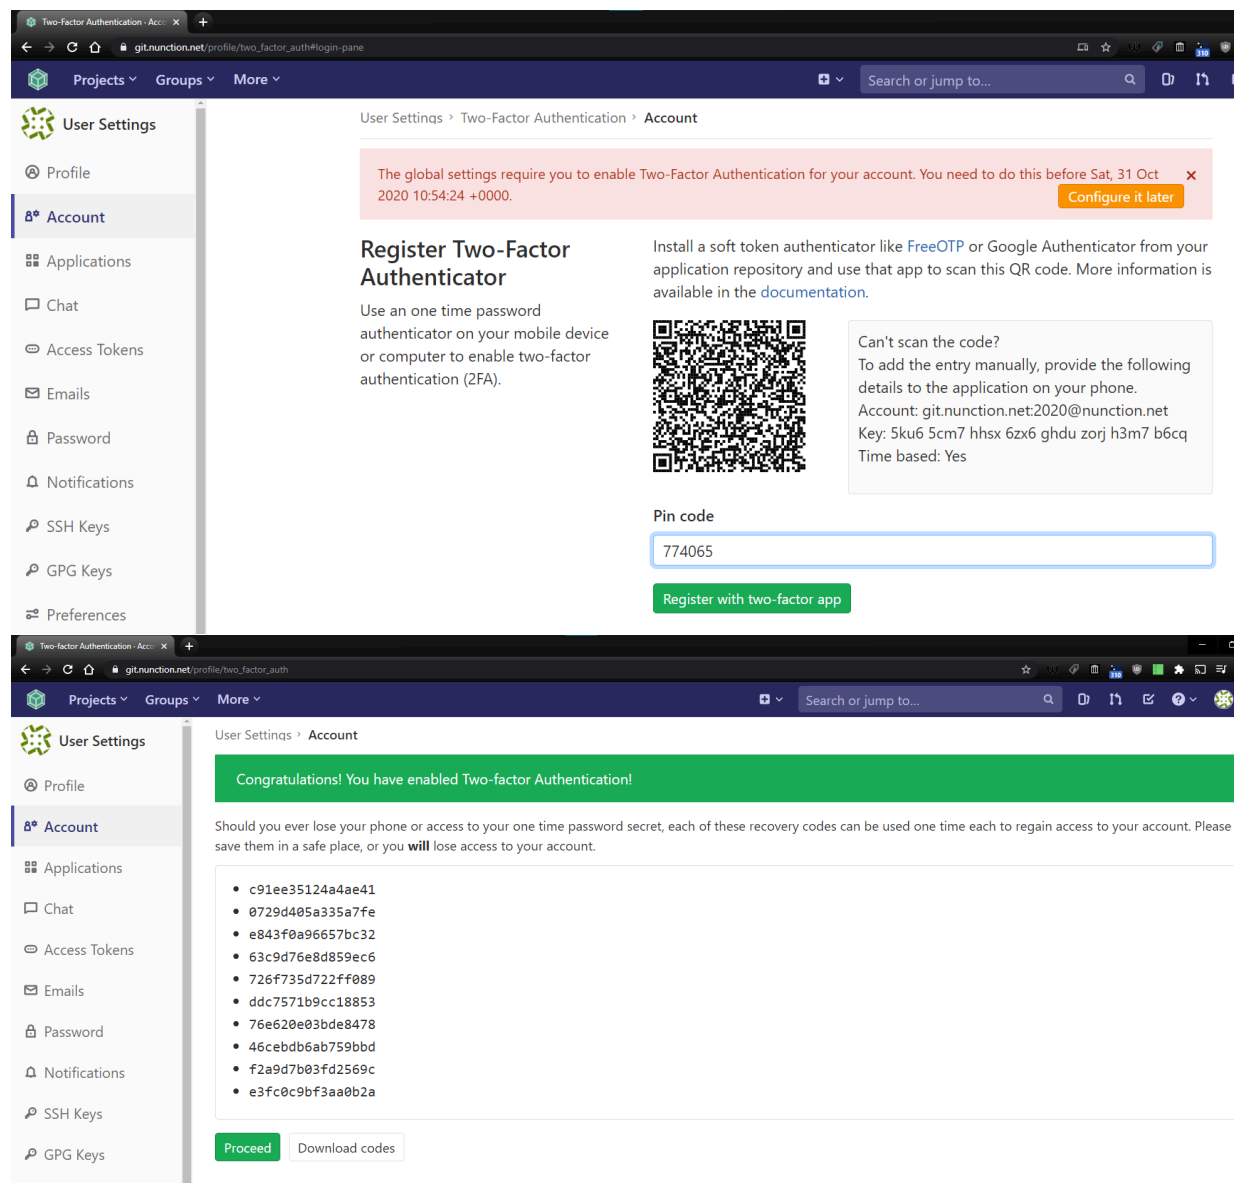 Two-Factor Authentication · Acco
git.nunction.net/profile/two_factor_auth#login-pane
310
Projects Groups More Search or jump to...
User Settings
Profile
Account
Applications
Chat
Access Tokens
Emails
Password
Notifications
SSH Keys
GPG Keys
Preferences
User Settings > Two-Factor Authentication > Account
The global settings require you to enable Two-Factor Authentication for your account. You need to do this before Sat, 31 Oct
2020 10:54:24 +0000.
Configure it later
Register Two-Factor
Authenticator
Use an one time password
authenticator on your mobile device
or computer to enable two-factor
authentication (2FA).
Install a soft token authenticator like FreeOTP or Google Authenticator from your
application repository and use that app to scan this QR code. More information is
available in the documentation.
Can't scan the code?
To add the entry manually, provide the following
details to the application on your phone.
Account: git.nunction.net:2020@nunction.net
Key: 5ku6 5cm7 hhsx 6zx6 ghdu zorj h3m7 b6cq
Time based: Yes
Pin code
774065
Register with two-factor app
Two-factor Authentication · Acco
git.nunction.net/profile/two_factor_auth
310
Projects Groups More Search or jump to...
User Settings
Profile
Account
Applications
Chat
Access Tokens
Emails
Password
Notifications
SSH Keys
GPG Keys
User Settings > Account
Congratulations! You have enabled Two-factor Authentication!
Should you ever lose your phone or access to your one time password secret, each of these recovery codes can be used one time each to regain access to your account. Please
save them in a safe place, or you will lose access to your account.
c91ee35124a4ae41
0729d405a335a7fe
e843f0a96657bc32
63c9d76e8d859ec6
726f735d722ff089
ddc7571b9cc18853
76e620e03bde8478
46cebdb6ab759bbd
f2a9d7b03fd2569c
e3fc0c9bf3aa0b2a
Proceed
Download codes